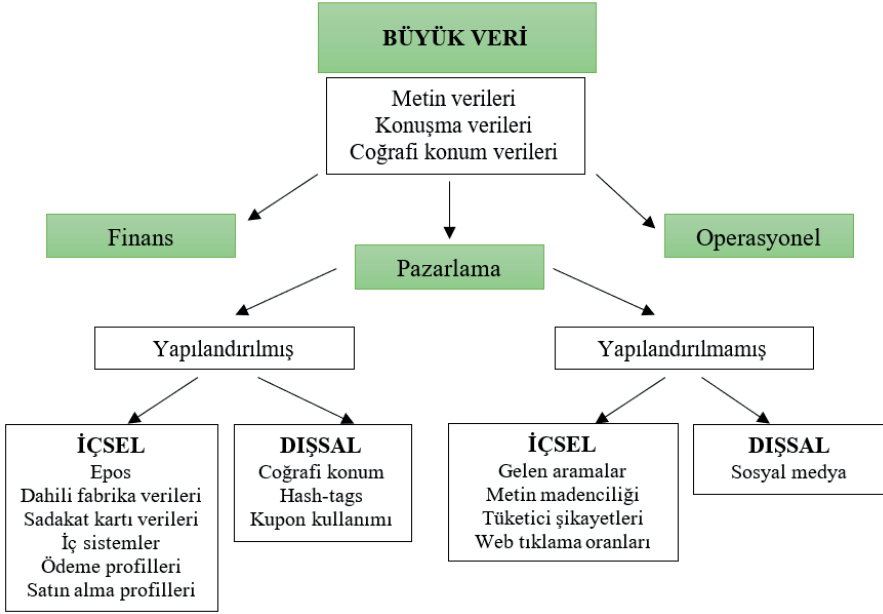 BÜYÜK VERİ
Metin verileri
Konuşma verileri
Coğrafi konum verileri
Finans
Pazarlama
Operasyonel
Yapılandırılmış
Yapılandırılmamış
İÇSEL
Epos
Dahili fabrika verileri
Sadakat kartı verileri
İç sistemler
Ödeme profilleri
Satın alma profilleri
DIŞSAL
Coğrafi konum
Hash-tags
Kupon kullanımı
İÇSEL
Gelen aramalar
Metin madenciliği
Tüketici şikayetleri
Web tıklama oranları
DIŞSAL
Sosyal medya